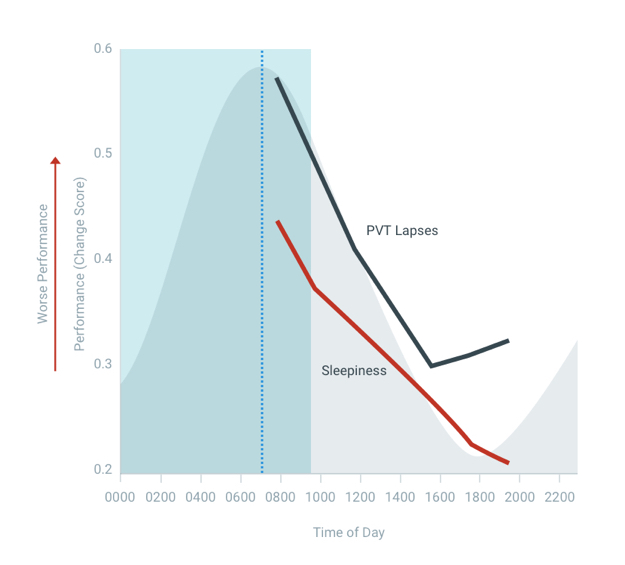 0.6
0.5
0.4
0.3
0.2
Worse Performance
Performance (Change Score)
PVT Lapses
Sleepiness
0000 0200 0400 0600 0800 1000 1200 1400 1600 1800 2000 2200
Time of Day